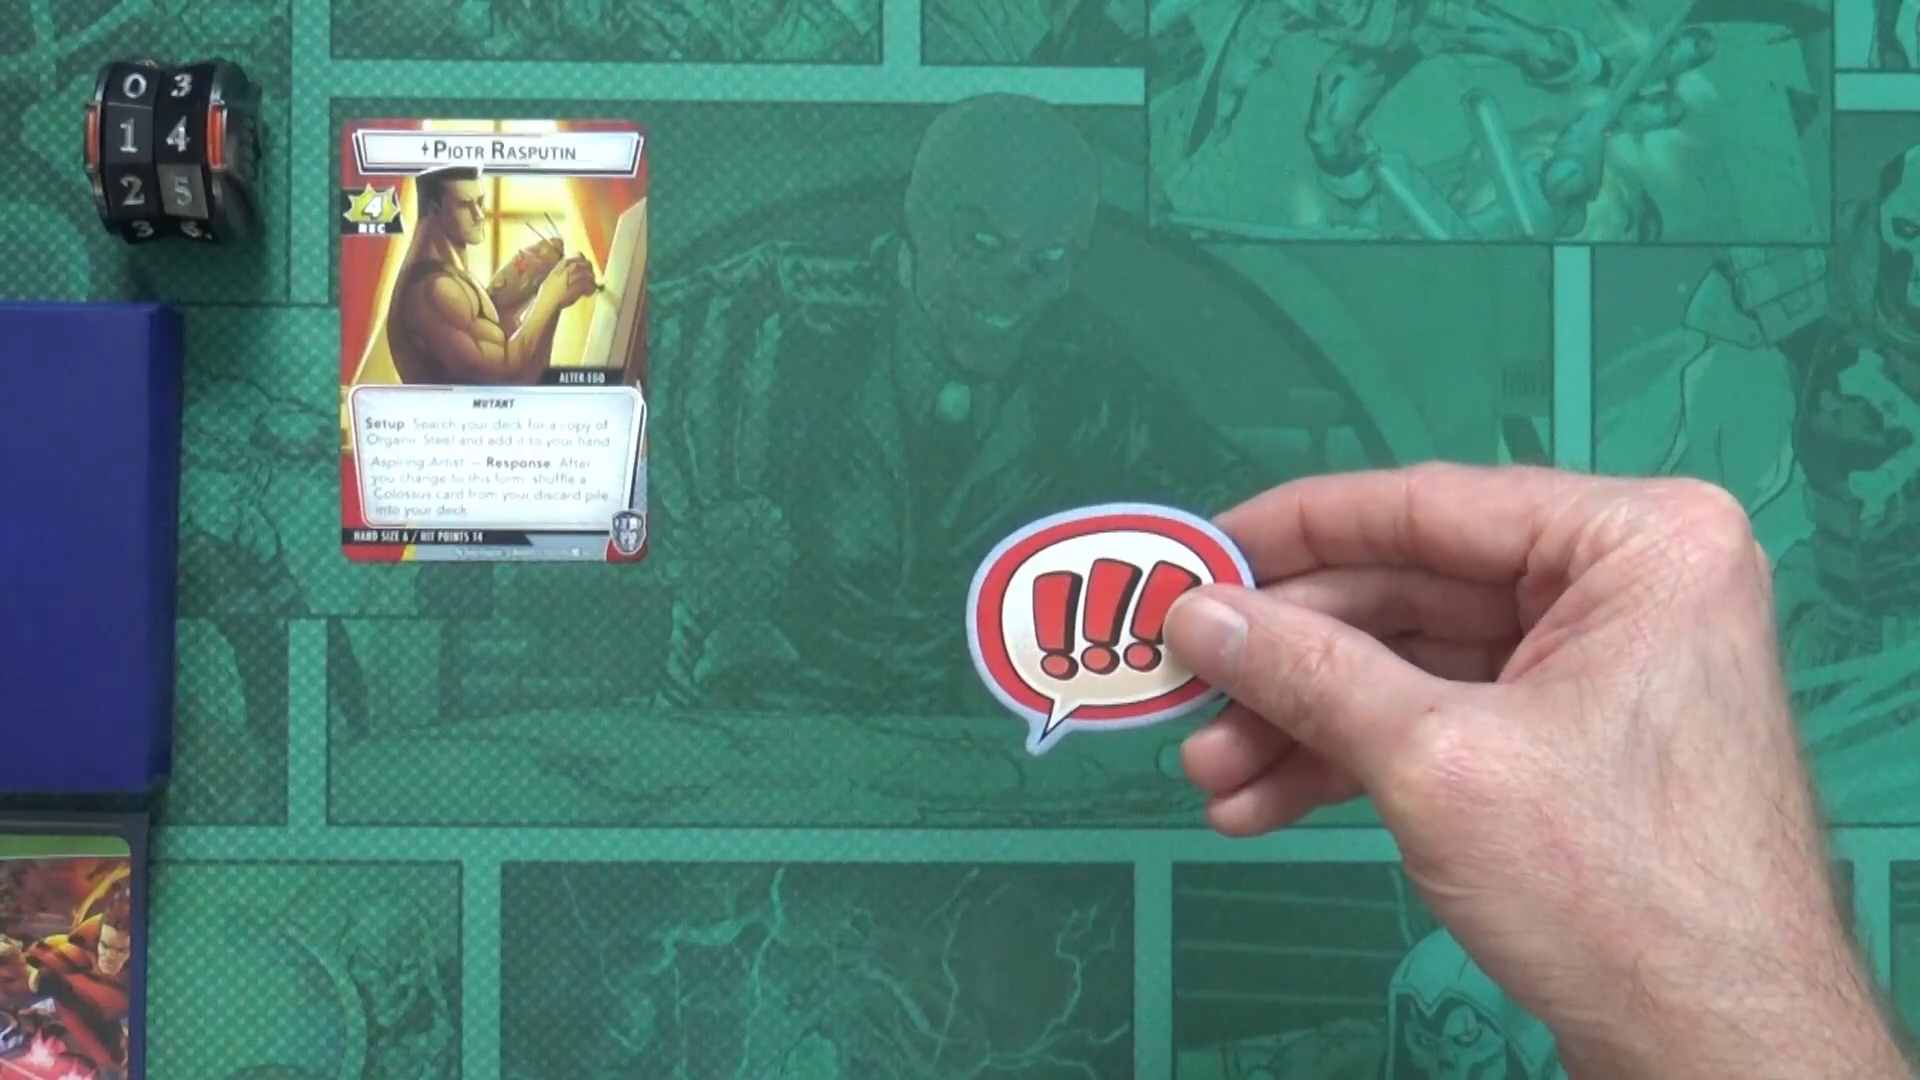 0 3
1 4
2 5
3 6.
PIOTR RASPUTIN
4
REC
ALTER-EGO
MUTANT
Setup: Search your deck for a copy of
Organic Steel and add it to your hand.
Aspiring Artist — Response: After
you change to this form, shuffle a
Colossus card from your discard pile
into your deck.
HAND SIZE 6 / HIT POINTS 14
!!!